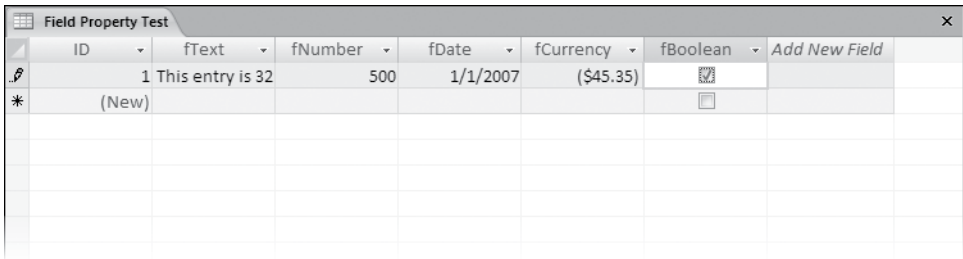 Field Property Test
ID fText fNumber fDate fCurrency fBoolean Add New Field
1 This entry is 32 500 1/1/2007 ($45.35)
(New)